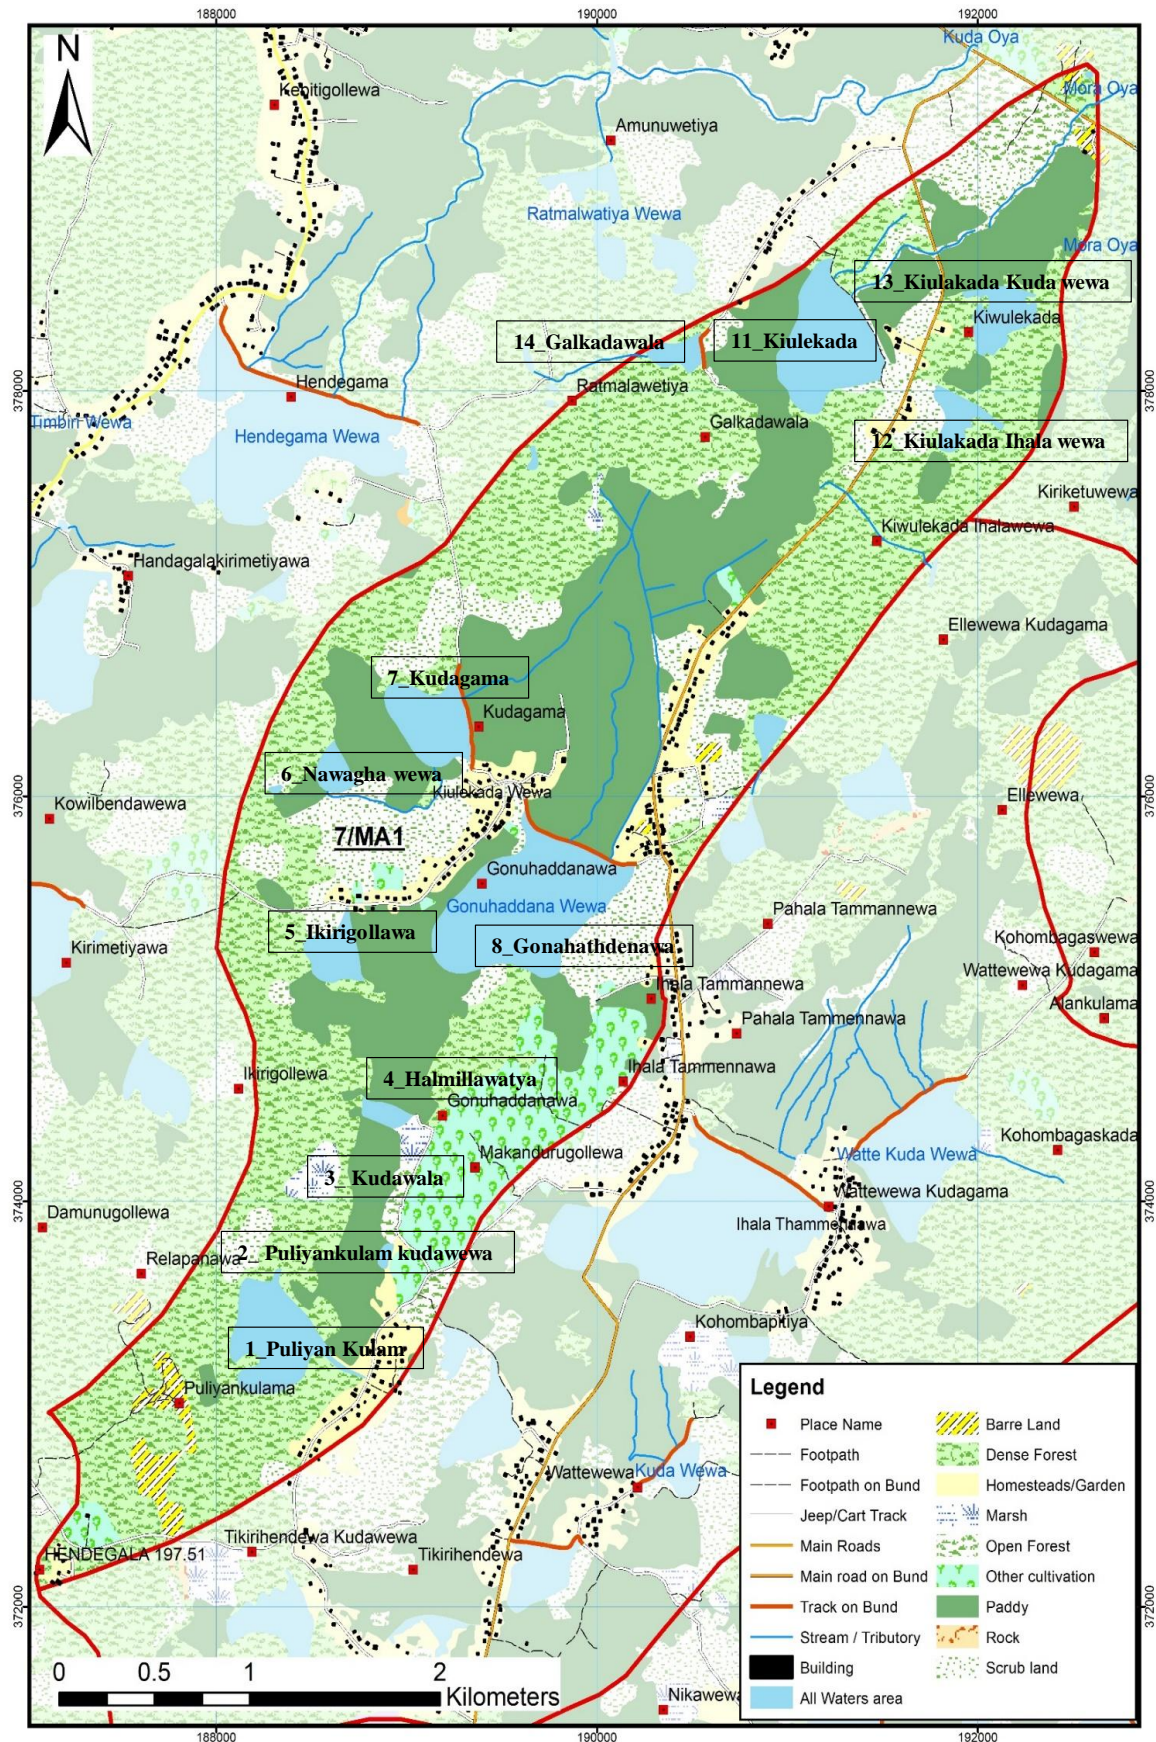 188000
190000
192000
N
Kuda Oya
Kebitigollewa
Mora Oya
Amunuwetiya
Ratmalwatiya Wewa
Mora Oya
13_Kiulakada Kuda wewa
Kiwulekada
14_Galkadawala
11_Kiulekada
378000
378000
Hendegama
Ratmalawetiya
Timbiri Wewa
Hendegama Wewa
Galkadawala
12_Kiulakada Ihala wewa
Kiriketuwewa
Kiwulekada Ihalawewa
Handagalakirimetiyawa
Ellewewa Kudagama
7_Kudagama
Kudagama
6_Nawagha wewa
Kiulekada Wewa
376000
376000
Kowilbendawewa
Ellewewa
7/MA1
Gonuhaddanawa
Gonuhaddana Wewa
Pahala Tammannewa
5_Ikirigollawa
8_Gonahathdenawa
Kirimetiyawa
Kohombagaswewa
Wattewewa Kudagama
Ihala Tammannewa
Alankulama
Pahala Tammennawa
Ikirigollewa
4_Halmillawatya
Ihala Tammennawa
Gonuhaddanawa
Kohombagaskada
Makandurugollewa
Watte Kuda Wewa
3_ Kudawala
Wattewewa Kudagama
374000
374000
Damunugollewa
Ihala Thammennawa
2_ Puliyankulam kudawewa
Relapanawa
1_Puliyan Kulam
Kohombapitiya
Puliyankulama
Wattewewa
Kuda Wewa
Tikirihendewa Kudawewa
Tikirihendewa
HENDEGALA 197.51
372000
372000
Nikawewa
Legend
Place Name
Footpath
Footpath on Bund
Jeep/Cart Track
Main Roads
Main road on Bund
Track on Bund
Stream / Tributory
Building
All Waters area
Barre Land
Dense Forest
Homesteads/Garden
Marsh
Open Forest
Other cultivation
Paddy
Rock
Scrub land
0 0.5 1 2
Kilometers
188000
190000
192000